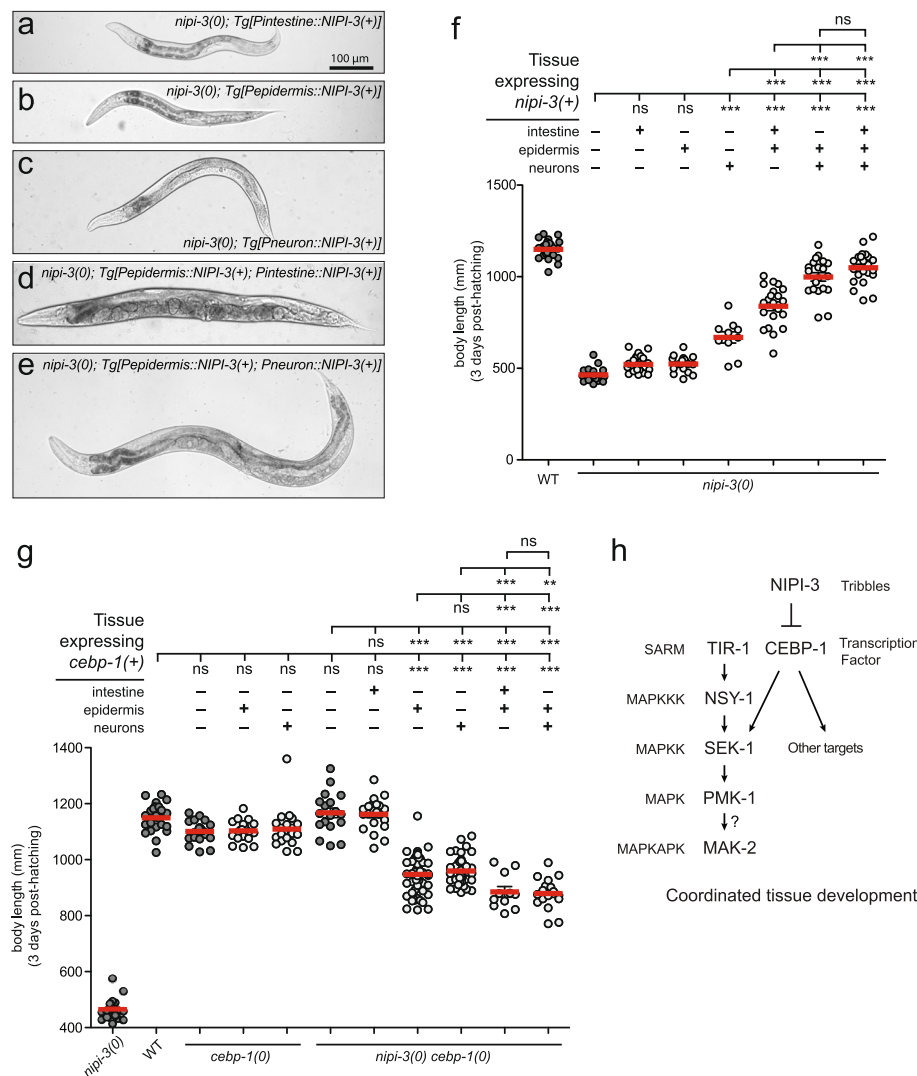 a
nipi-3(0); Tg[Pintestine::NIPI-3(+)]
100 µm
b
nipi-3(0); Tg[Pepidermis::NIPI-3(+)]
c
nipi-3(0); Tg[Pneuron::NIPI-3(+)]
d
nipi-3(0); Tg[Pepidermis::NIPI-3(+); Pintestine::NIPI-3(+)]
e
nipi-3(0); Tg[Pepidermis::NIPI-3(+); Pneuron::NIPI-3(+)]
f
ns
*** ***
*** *** ***
ns ns *** *** *** ***
Tissue
expressing
nipi-3(+)
intestine – + – – + – +
epidermis – – + – + + +
neurons – – – + – + +
body length (mm)
(3 days post-hatching)
1500
1000
500
0
WT
nipi-3(0)
g
ns
*** **
ns *** ***
ns *** *** *** ***
ns ns ns ns ns *** *** *** ***
Tissue
expressing
cebp-1(+)
intestine – – – – + – – + –
epidermis – + – – – + – + +
neurons – – + – – – + – +
body length (mm)
(3 days post-hatching)
1400
1200
1000
800
600
400
nipi-3(0)
WT
cebp-1(0)
nipi-3(0) cebp-1(0)
h
NIPI-3 Tribbles
SARM TIR-1 CEBP-1 Transcription
Factor
MAPKKK NSY-1
MAPKK SEK-1 Other targets
MAPK PMK-1
?
MAPKAPK MAK-2
Coordinated tissue development